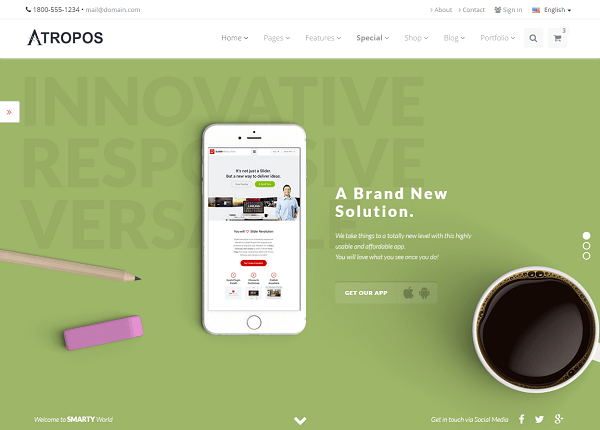 1800-555-1234 • mail@domain.com
About Contact Sign In English
ATROPOS
Home Pages Features Special Shop Blog Portfolio 3
INNOVATIVE
RESPONSIVE
It's not just a Slider.
But a new way to deliver ideas.
You will Slider Revolution
A Brand New
Solution.
We take things to a totally new level with this highly
usable and affordable app.
You will love what you see once you do!
GET OUR APP
Welcome to SMARTY World
Get in touch via Social Media